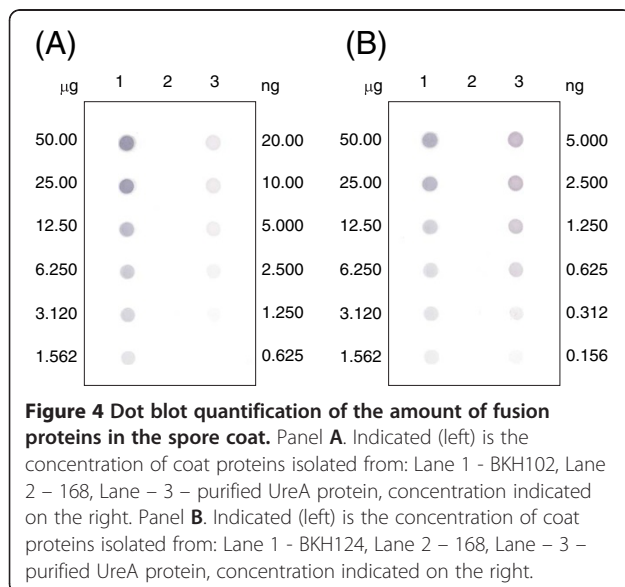 (A) (B)
μg 1 2 3 ng μg 1 2 3 ng
50.00 20.00 50.00 5.000
25.00 10.00 25.00 2.500
12.50 5.000 12.50 1.250
6.250 2.500 6.250 0.625
3.120 1.250 3.120 0.312
1.562 0.625 1.562 0.156
Figure 4 Dot blot quantification of the amount of fusion
proteins in the spore coat. Panel A. Indicated (left) is the
concentration of coat proteins isolated from: Lane 1 - BKH102, Lane
2 – 168, Lane – 3 – purified UreA protein, concentration indicated
on the right. Panel B. Indicated (left) is the concentration of coat
proteins isolated from: Lane 1 - BKH124, Lane 2 – 168, Lane – 3 –
purified UreA protein, concentration indicated on the right.